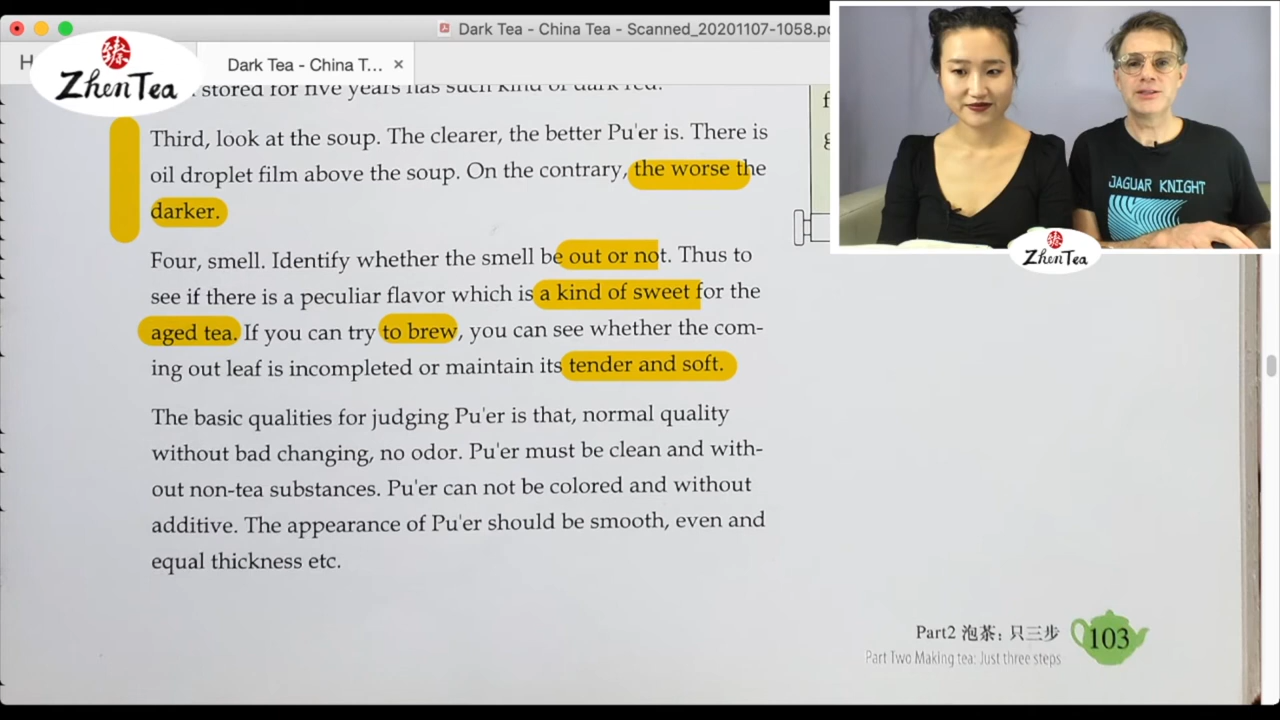 Dark Tea - China Tea - Scanned_20201107-1058.p
Dark Tea - China T... ×
臻
Zhen Tea
stored for five years has such kind of dark red.
Third, look at the soup. The clearer, the better Pu'er is. There is
oil droplet film above the soup. On the contrary, the worse the
darker.
Four, smell. Identify whether the smell be out or not. Thus to
see if there is a peculiar flavor which is a kind of sweet for the
aged tea. If you can try to brew, you can see whether the com-
ing out leaf is incompleted or maintain its tender and soft.
The basic qualities for judging Pu'er is that, normal quality
without bad changing, no odor. Pu'er must be clean and with-
out non-tea substances. Pu'er can not be colored and without
additive. The appearance of Pu'er should be smooth, even and
equal thickness etc.
Part2 泡茶：只三步
Part Two Making tea: Just three steps
103
JAGUAR KNIGHT
臻
Zhen Tea